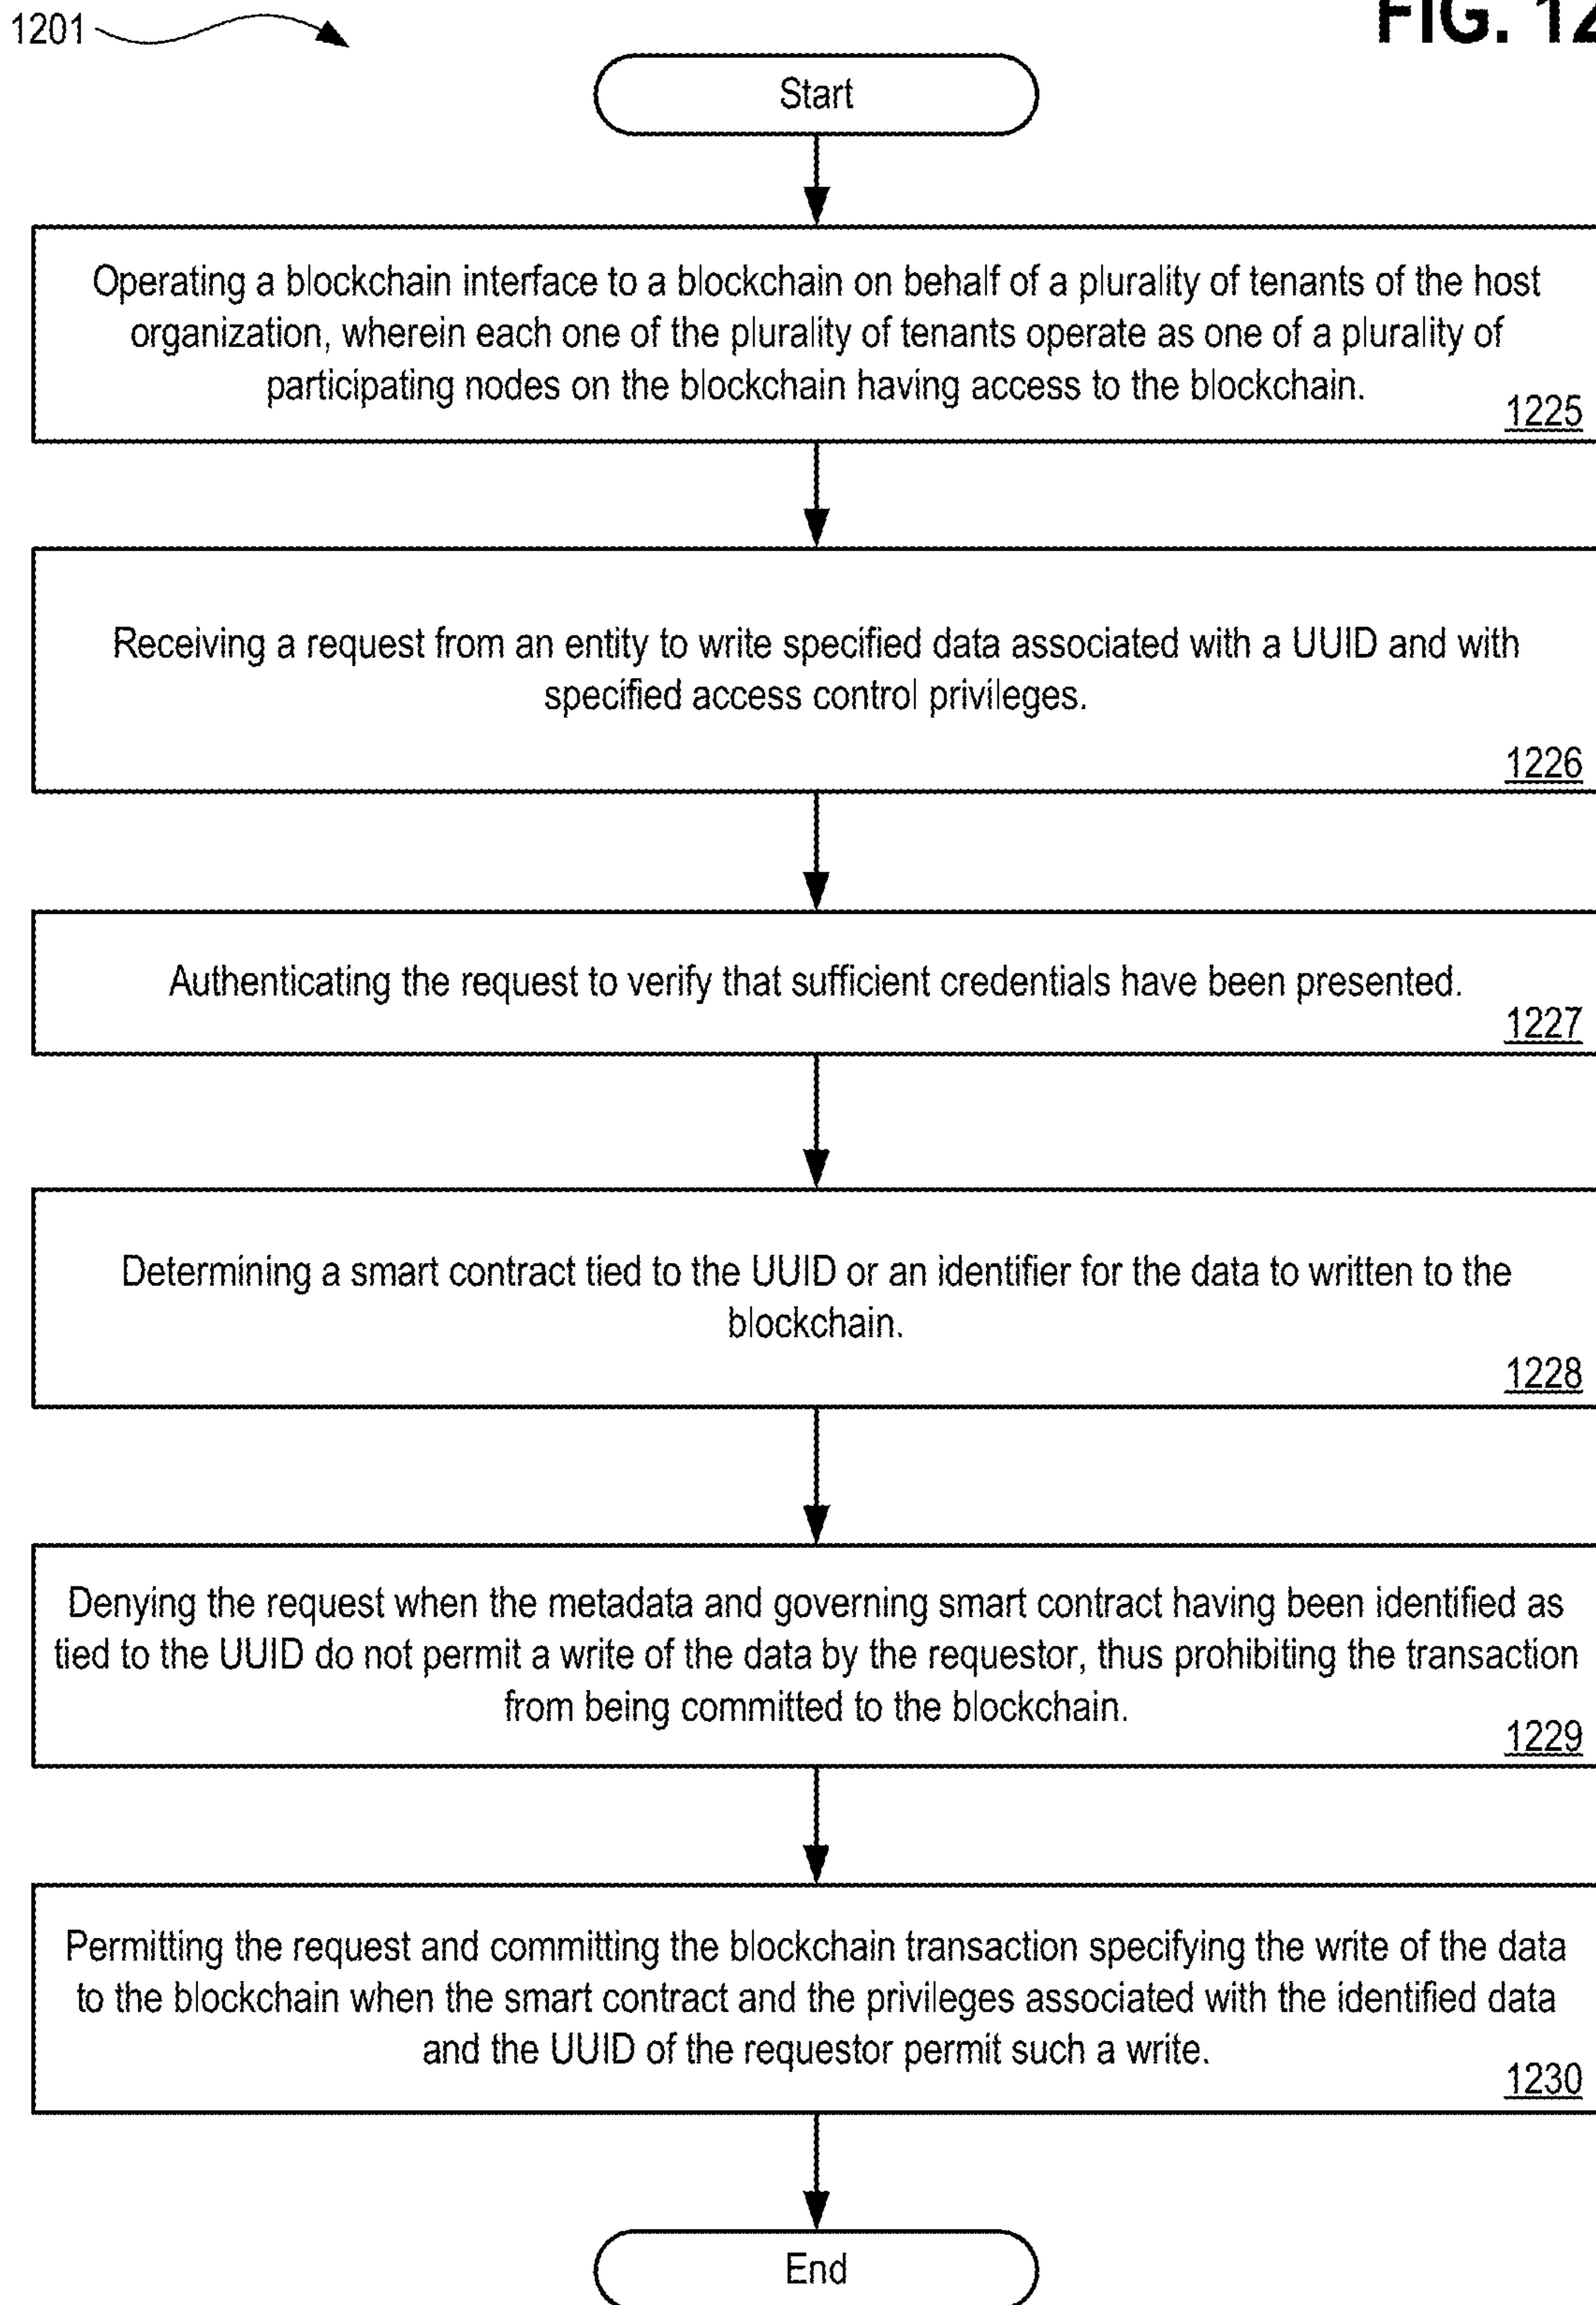 1201
FIG. 12
Start
Operating a blockchain interface to a blockchain on behalf of a plurality of tenants of the host
organization, wherein each one of the plurality of tenants operate as one of a plurality of
participating nodes on the blockchain having access to the blockchain.
1225
Receiving a request from an entity to write specified data associated with a UUID and with
specified access control privileges.
1226
Authenticating the request to verify that sufficient credentials have been presented.
1227
Determining a smart contract tied to the UUID or an identifier for the data to written to the
blockchain.
1228
Denying the request when the metadata and governing smart contract having been identified as
tied to the UUID do not permit a write of the data by the requestor, thus prohibiting the transaction
from being committed to the blockchain.
1229
Permitting the request and committing the blockchain transaction specifying the write of the data
to the blockchain when the smart contract and the privileges associated with the identified data
and the UUID of the requestor permit such a write.
1230
End